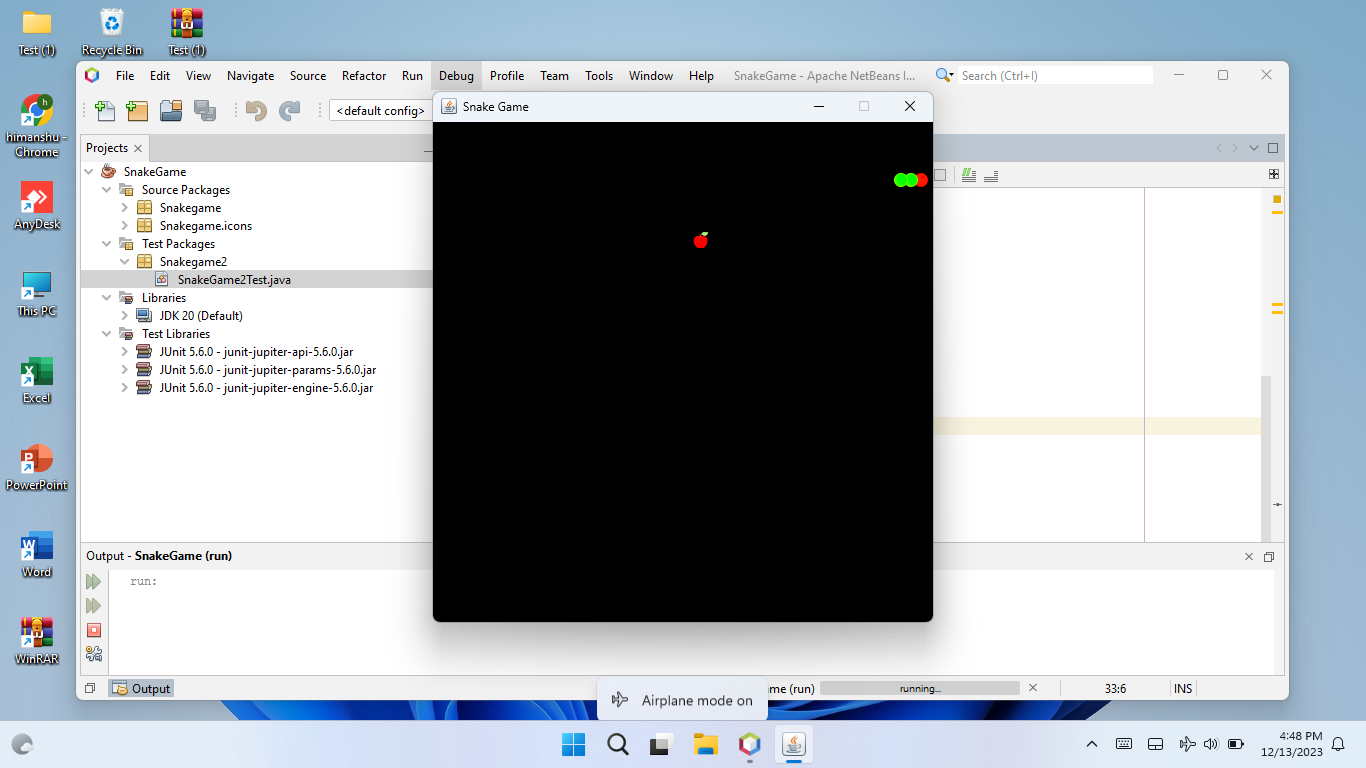 Test (1)
Recycle Bin
Test (1)
himanshu -
Chrome
AnyDesk
This PC
Excel
PowerPoint
Word
WinRAR
File Edit View Navigate Source Refactor Run Debug Profile Team Tools Window Help SnakeGame - Apache NetBeans I... Search (Ctrl+I)
<default config>
Snake Game
Projects
SnakeGame
Source Packages
Snakegame
Snakegame.icons
Test Packages
Snakegame2
SnakeGame2Test.java
Libraries
JDK 20 (Default)
Test Libraries
JUnit 5.6.0 - junit-jupiter-api-5.6.0.jar
JUnit 5.6.0 - junit-jupiter-params-5.6.0.jar
JUnit 5.6.0 - junit-jupiter-engine-5.6.0.jar
Output - SnakeGame (run)
run:
Output
me (run) running... 33:6 INS
Airplane mode on
4:48 PM
12/13/2023